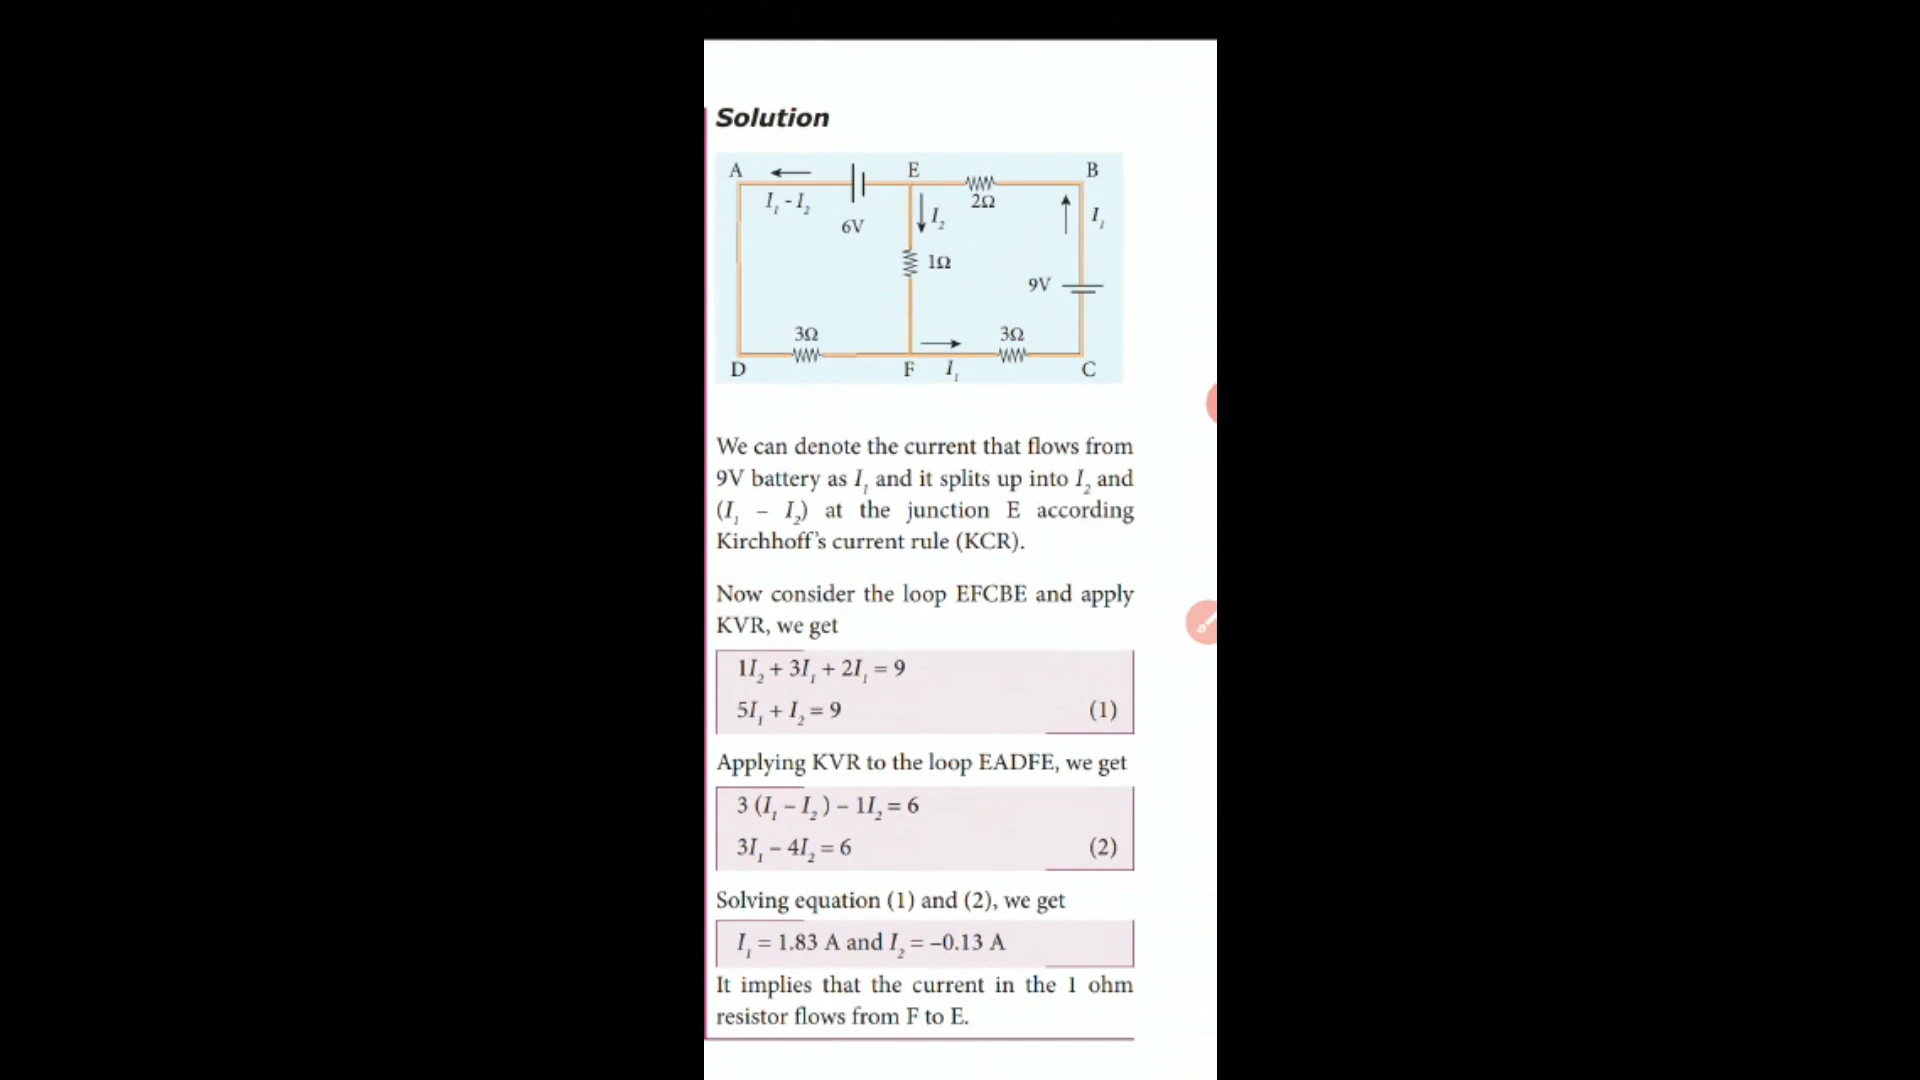 Solution
A
E
B
I₁ - I₂
6V
I₂
2Ω
I₁
1Ω
9V
3Ω
3Ω
D
F
I₁
C
We can denote the current that flows from
9V battery as I₁ and it splits up into I₂ and
(I₁ – I₂) at the junction E according
Kirchhoff's current rule (KCR).
Now consider the loop EFCBE and apply
KVR, we get
1I₂ + 3I₁ + 2I₁ = 9
5I₁ + I₂ = 9 (1)
Applying KVR to the loop EADFE, we get
3 (I₁ – I₂ ) – 1I₂ = 6
3I₁ – 4I₂ = 6 (2)
Solving equation (1) and (2), we get
I₁ = 1.83 A and I₂ = –0.13 A
It implies that the current in the 1 ohm
resistor flows from F to E.